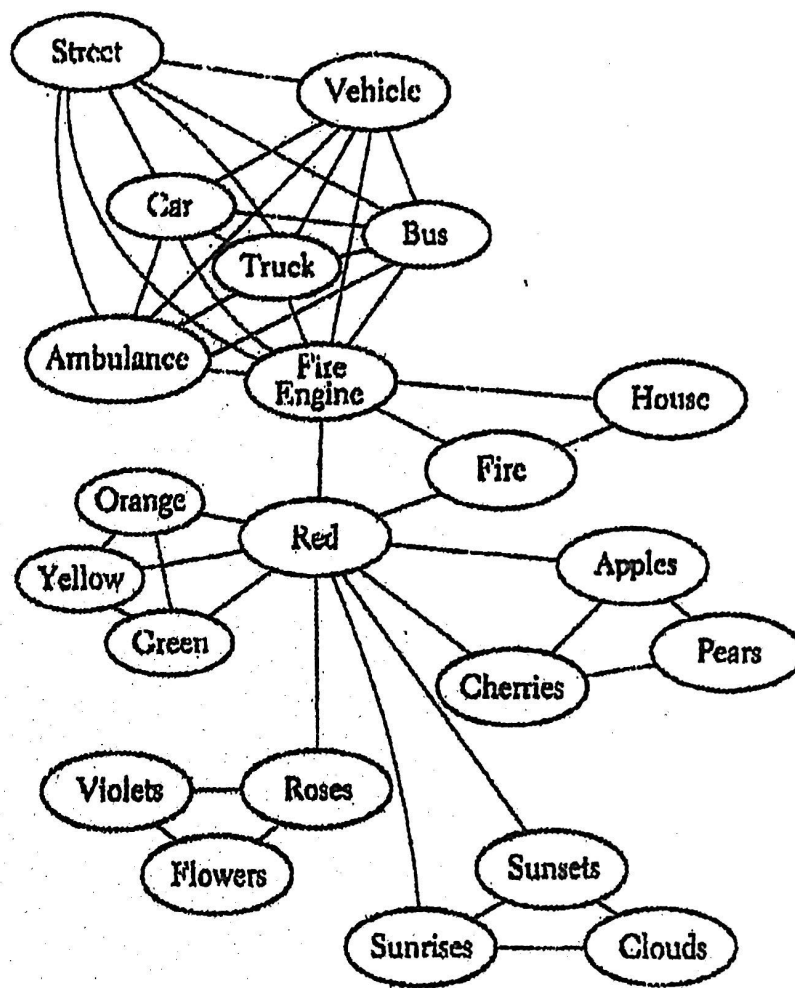 Street
Vehicle
Car
Bus
Truck
Ambulance
Fire
Engine
House
Fire
Orange
Red
Apples
Yellow
Green
Pears
Cherries
Violets
Roses
Flowers
Sunsets
Sunrises
Clouds